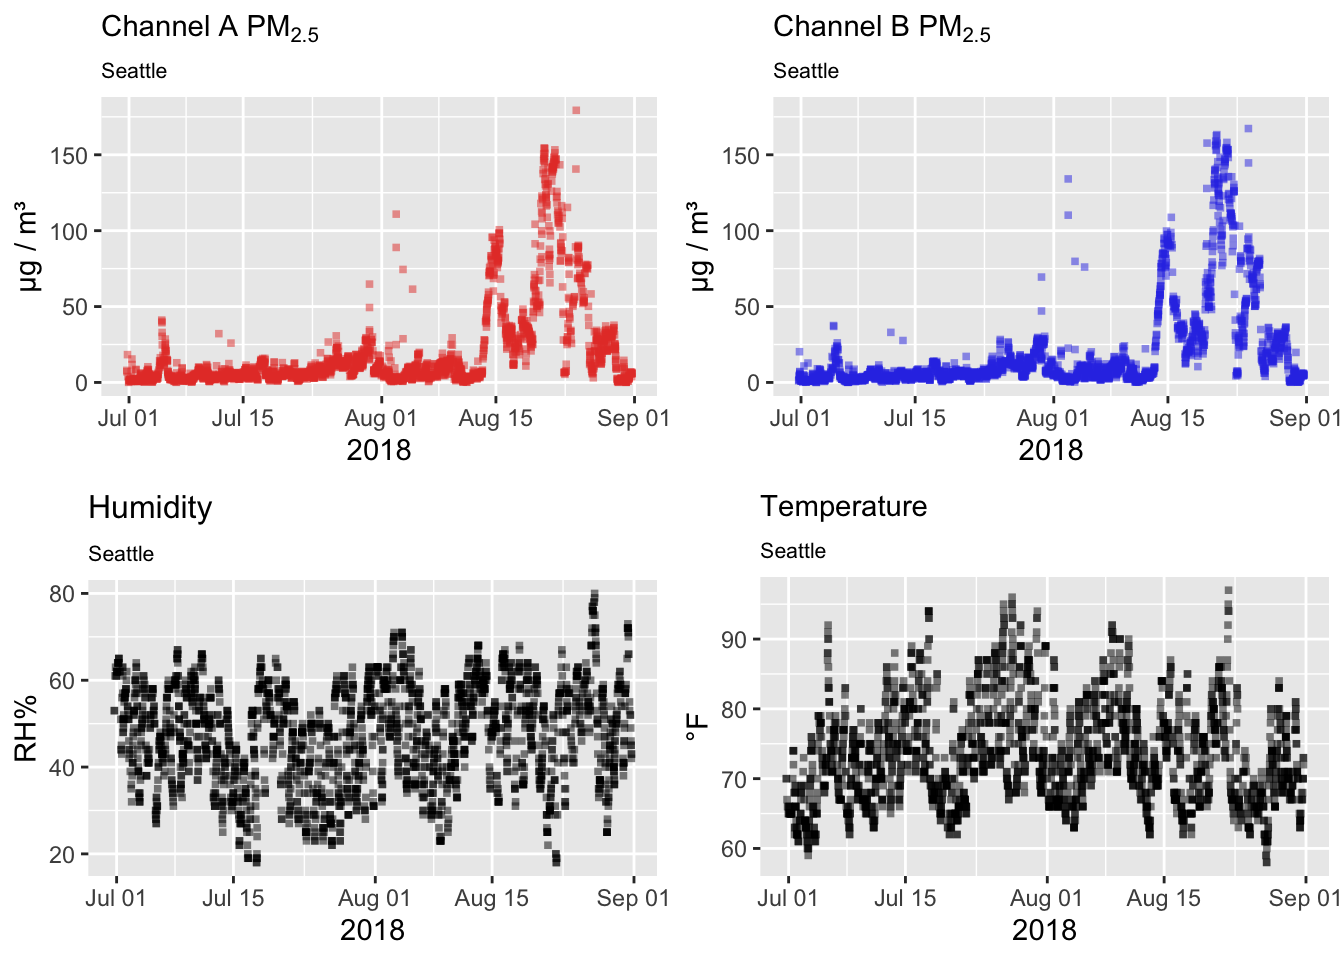 Channel A PM2.5
Seattle
µg / m³
150
100
50
0
Jul 01 Jul 15 Aug 01 Aug 15 Sep 01
2018
Channel B PM2.5
Seattle
µg / m³
150
100
50
0
Jul 01 Jul 15 Aug 01 Aug 15 Sep 01
2018
Humidity
Seattle
RH%
80
60
40
20
Jul 01 Jul 15 Aug 01 Aug 15 Sep 01
2018
Temperature
Seattle
°F
90
80
70
60
Jul 01 Jul 15 Aug 01 Aug 15 Sep 01
2018